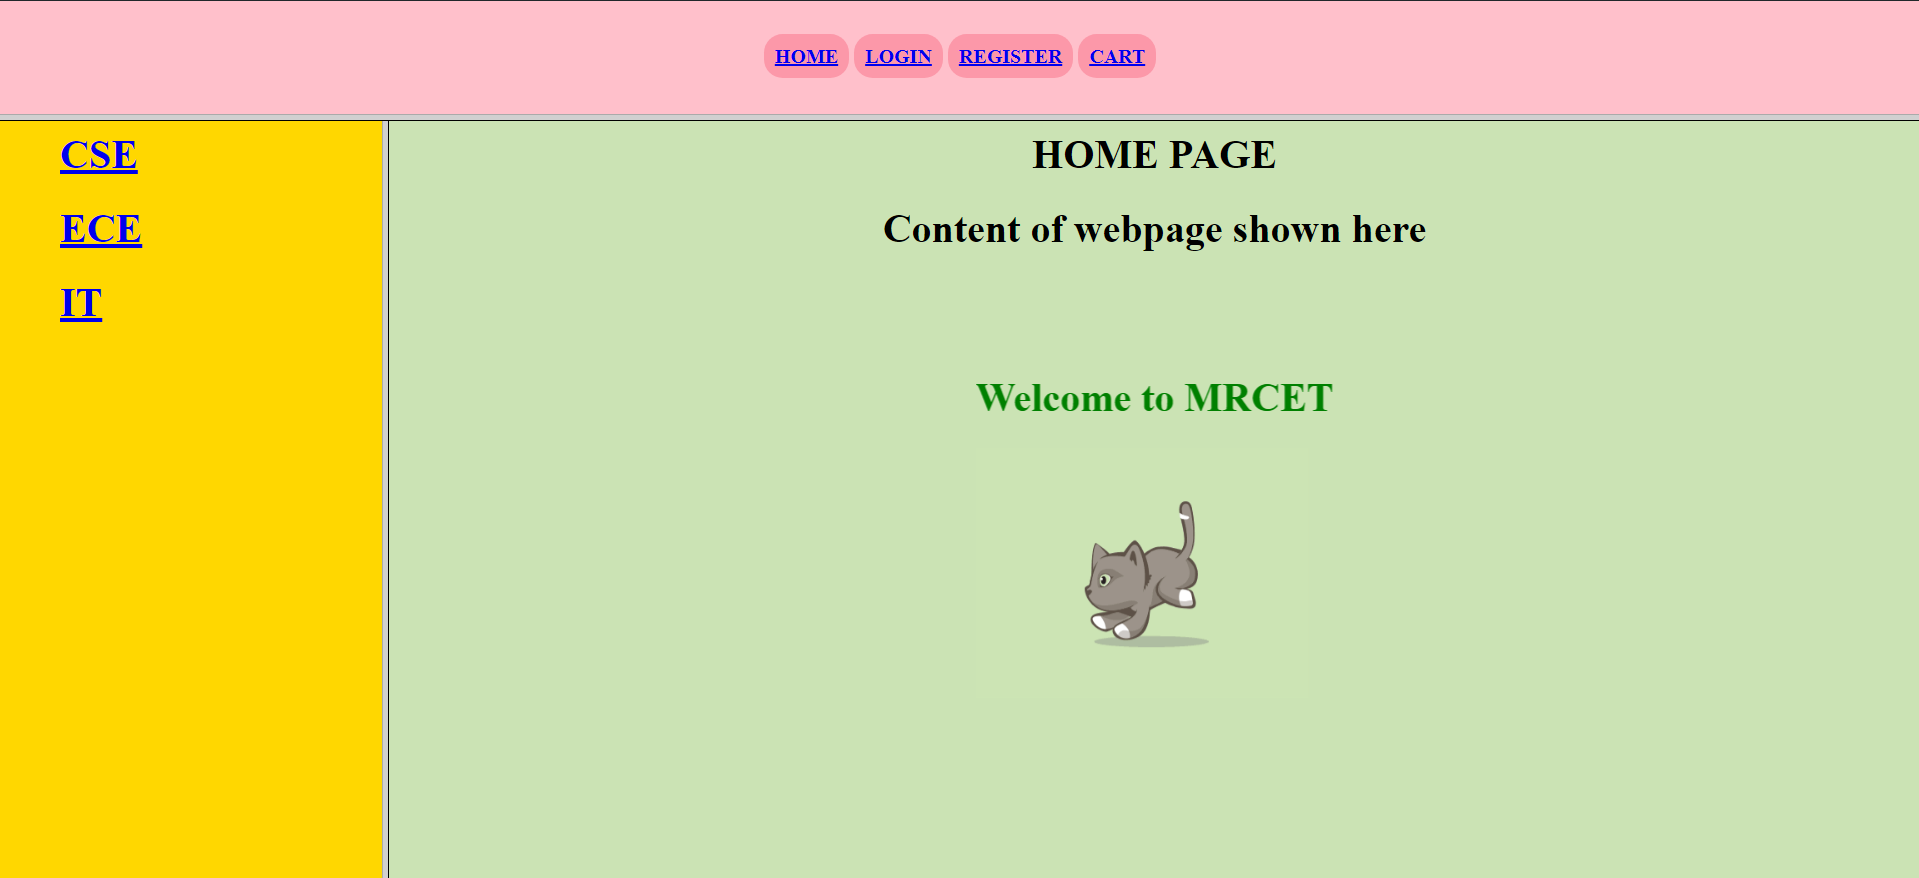 HOME LOGIN REGISTER CART
CSE
ECE
IT
HOME PAGE
Content of webpage shown here
Welcome to MRCET